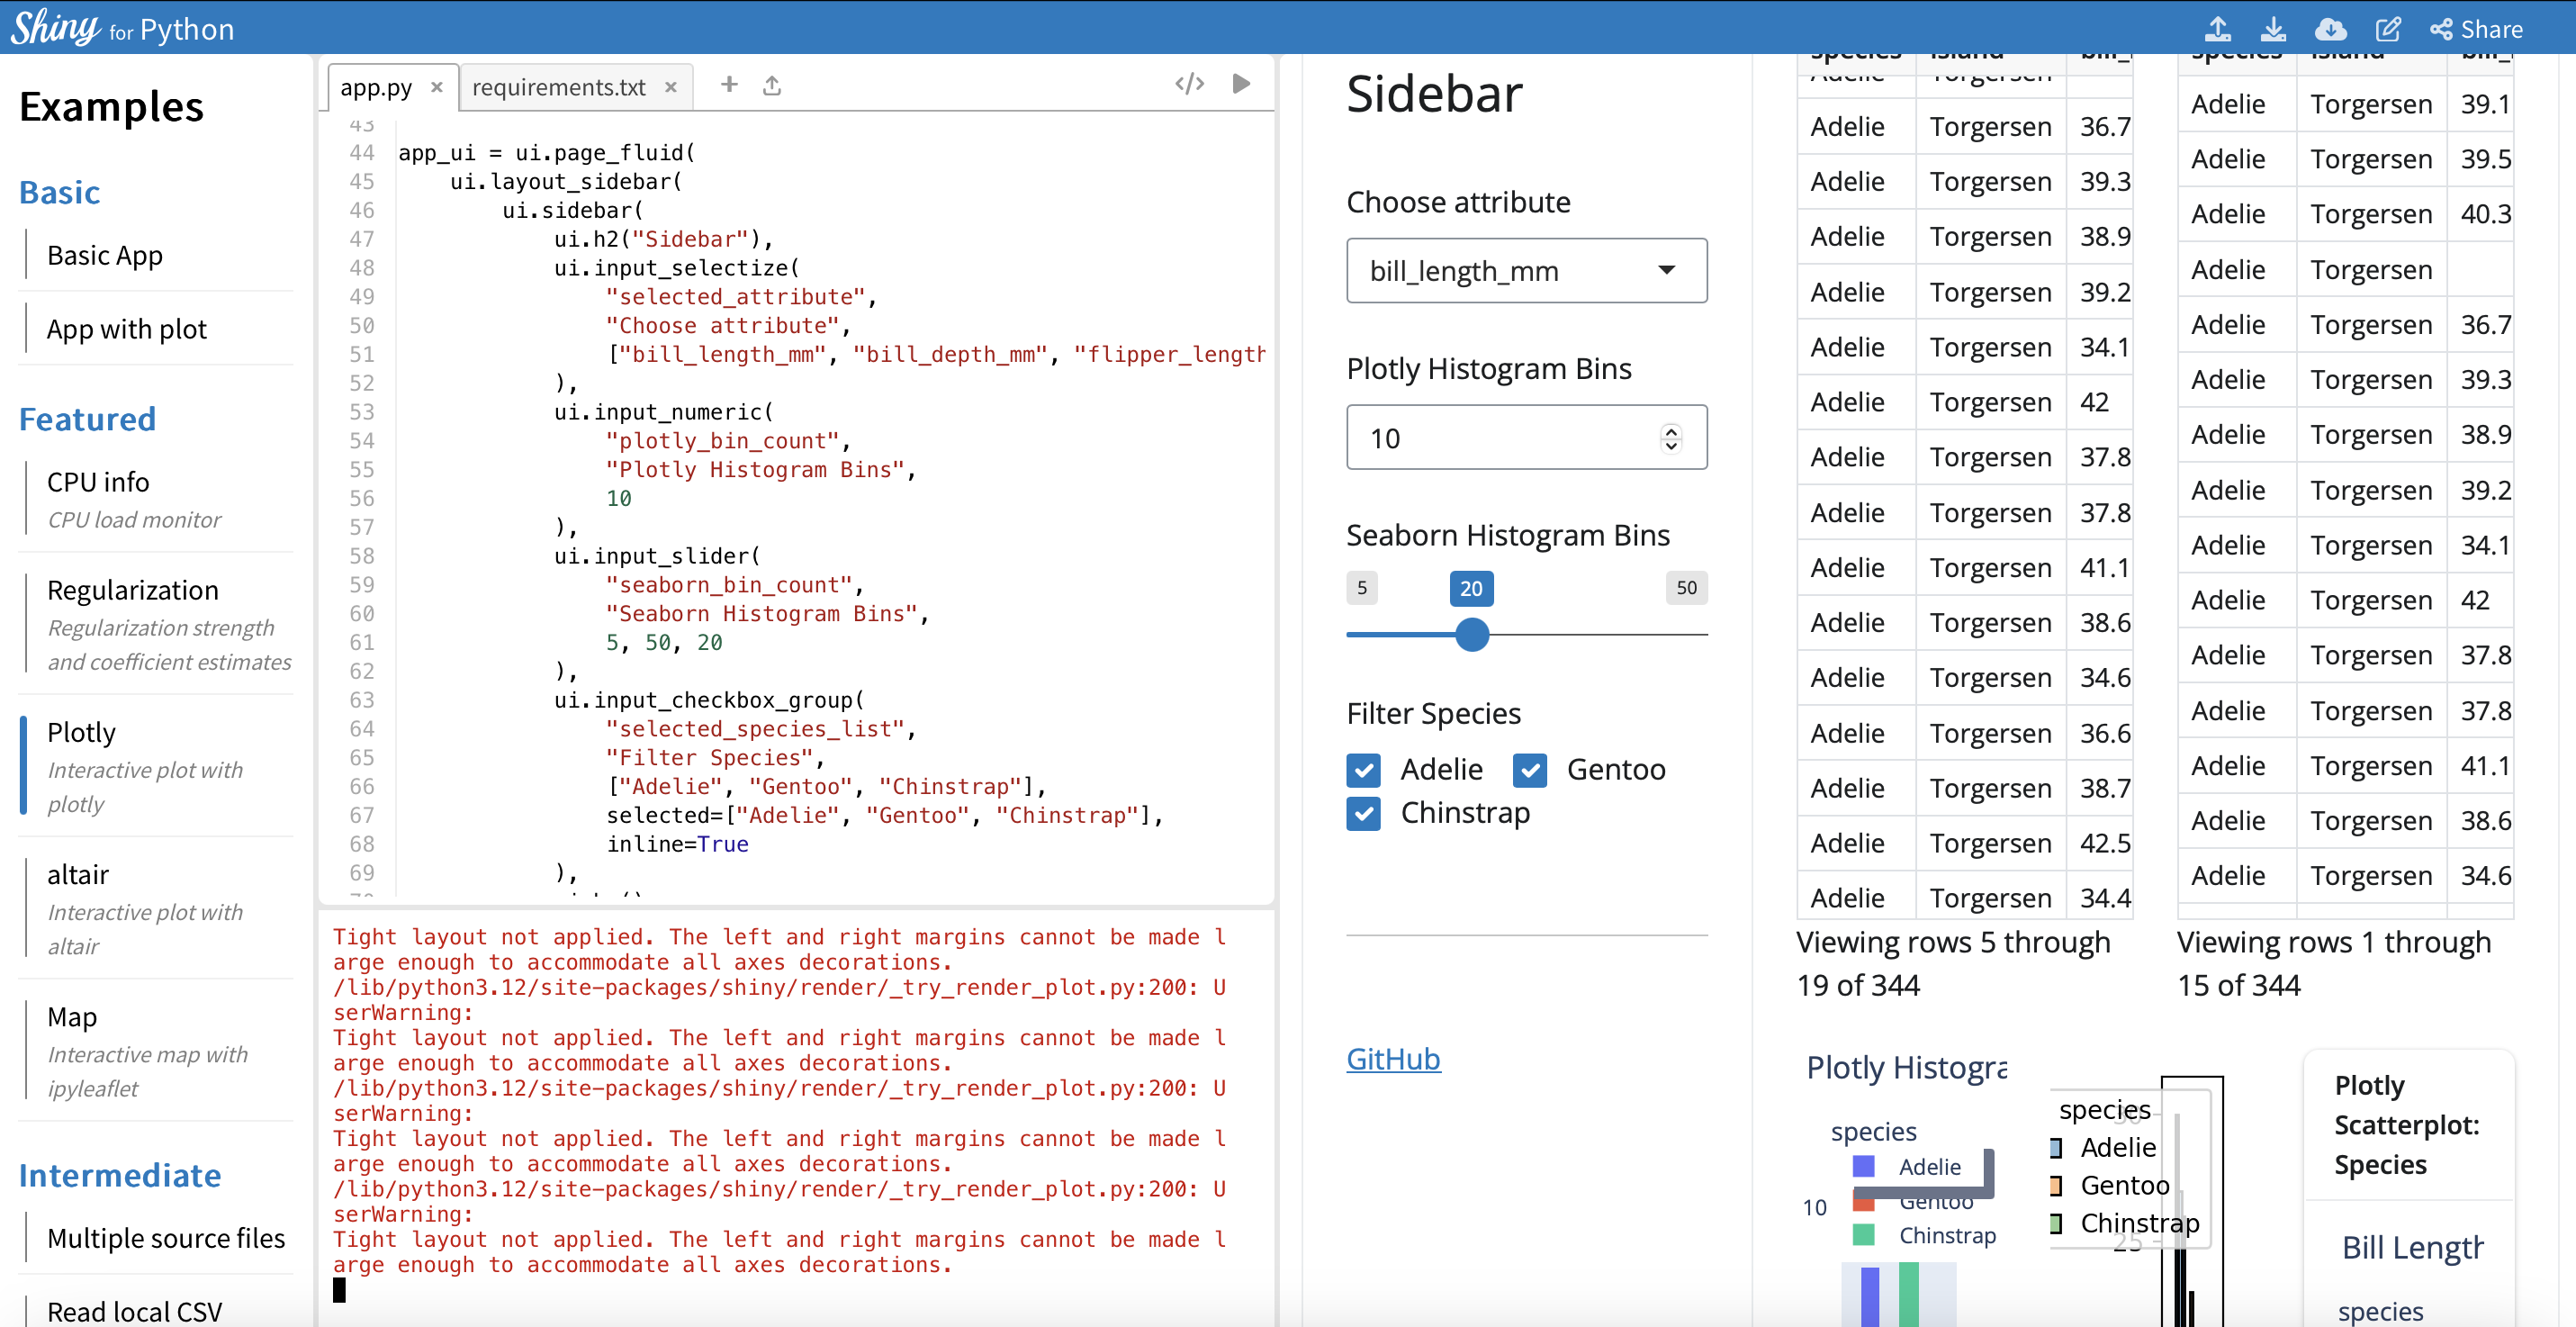 Shiny for Python
Share
Examples
Basic
Basic App
App with plot
Featured
CPU info
CPU load monitor
Regularization
Regularization strength
and coefficient estimates
Plotly
Interactive plot with
plotly
altair
Interactive plot with
altair
Map
Interactive map with
ipyleaflet
Intermediate
Multiple source files
Read local CSV
app.py ×
requirements.txt ×
43
44 app_ui = ui.page_fluid(
45 ui.layout_sidebar(
46 ui.sidebar(
47 ui.h2("Sidebar"),
48 ui.input_selectize(
49 "selected_attribute",
50 "Choose attribute",
51 ["bill_length_mm", "bill_depth_mm", "flipper_length
52 ),
53 ui.input_numeric(
54 "plotly_bin_count",
55 "Plotly Histogram Bins",
56 10
57 ),
58 ui.input_slider(
59 "seaborn_bin_count",
60 "Seaborn Histogram Bins",
61 5, 50, 20
62 ),
63 ui.input_checkbox_group(
64 "selected_species_list",
65 "Filter Species",
66 ["Adelie", "Gentoo", "Chinstrap"],
67 selected=["Adelie", "Gentoo", "Chinstrap"],
68 inline=True
69 ),
Tight layout not applied. The left and right margins cannot be made l
arge enough to accommodate all axes decorations.
/lib/python3.12/site-packages/shiny/render/_try_render_plot.py:200: U
serWarning:
Tight layout not applied. The left and right margins cannot be made l
arge enough to accommodate all axes decorations.
/lib/python3.12/site-packages/shiny/render/_try_render_plot.py:200: U
serWarning:
Tight layout not applied. The left and right margins cannot be made l
arge enough to accommodate all axes decorations.
/lib/python3.12/site-packages/shiny/render/_try_render_plot.py:200: U
serWarning:
Tight layout not applied. The left and right margins cannot be made l
arge enough to accommodate all axes decorations.
Sidebar
Choose attribute
bill_length_mm
Plotly Histogram Bins
10
Seaborn Histogram Bins
5 20 50
Filter Species
Adelie Gentoo
Chinstrap
GitHub
species island bill_
Adelie Torgersen
Adelie Torgersen 36.7
Adelie Torgersen 39.3
Adelie Torgersen 38.9
Adelie Torgersen 39.2
Adelie Torgersen 34.1
Adelie Torgersen 42
Adelie Torgersen 37.8
Adelie Torgersen 37.8
Adelie Torgersen 41.1
Adelie Torgersen 38.6
Adelie Torgersen 34.6
Adelie Torgersen 36.6
Adelie Torgersen 38.7
Adelie Torgersen 42.5
Adelie Torgersen 34.4
Viewing rows 5 through
19 of 344
species island bill_
Adelie Torgersen 39.1
Adelie Torgersen 39.5
Adelie Torgersen 40.3
Adelie Torgersen
Adelie Torgersen 36.7
Adelie Torgersen 39.3
Adelie Torgersen 38.9
Adelie Torgersen 39.2
Adelie Torgersen 34.1
Adelie Torgersen 42
Adelie Torgersen 37.8
Adelie Torgersen 37.8
Adelie Torgersen 41.1
Adelie Torgersen 38.6
Adelie Torgersen 34.6
Viewing rows 1 through
15 of 344
Plotly Histogra
species
Adelie
Gentoo
Chinstrap
10
species
30
Adelie
Gentoo
Chinstrap
25
Plotly
Scatterplot:
Species
Bill Length
species